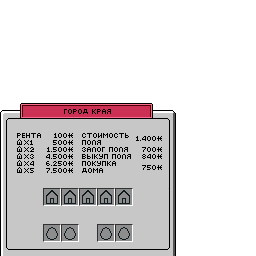 ГОРОД КРАЯ
РЕНТА 100₩ СТОИМОСТЬ ПОЛЯ 1.400₩
X1 500₩
X2 1.500₩ ЗАЛОГ ПОЛЯ 700₩
X3 4.500₩ ВЫКУП ПОЛЯ 840₩
X4 6.250₩ ПОКУПКА ДОМА 750₩
X5 7.500₩